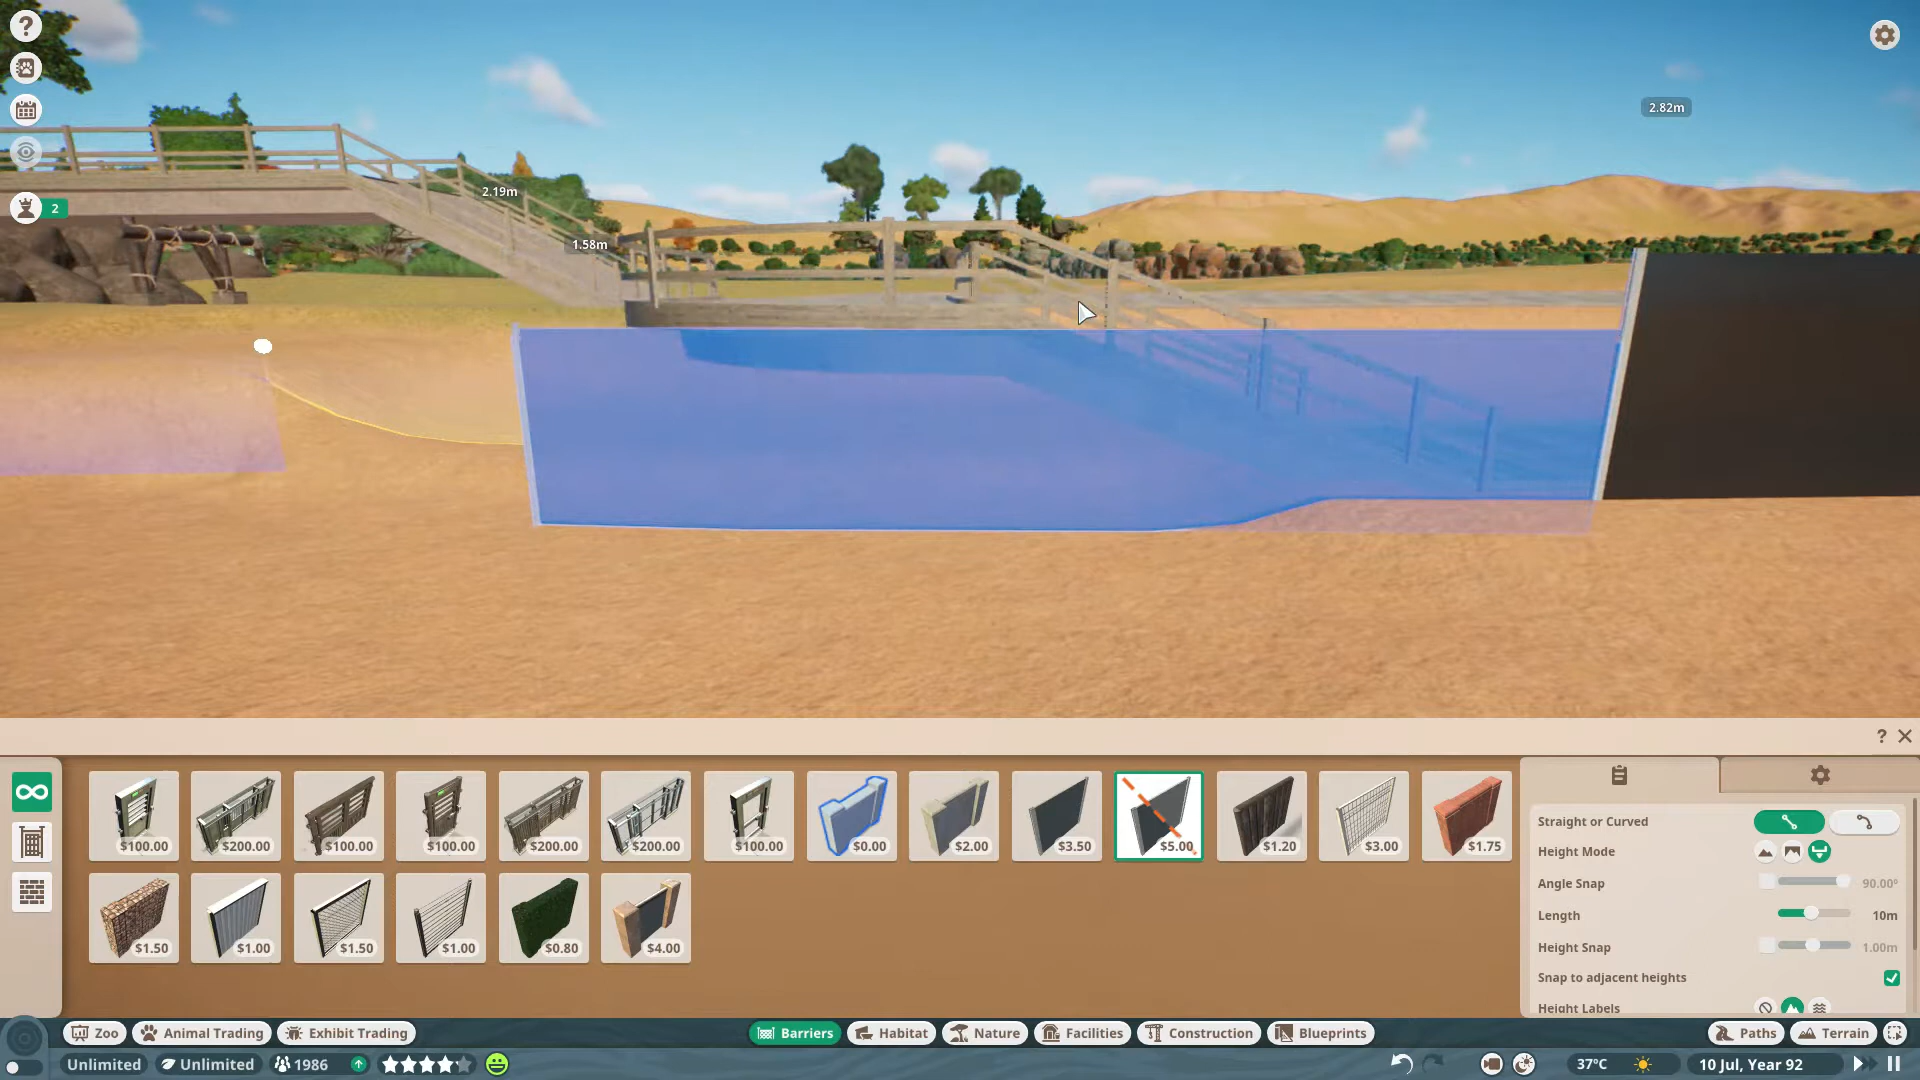 ?
2.82m
2.19m
2
1.58m
?
$100.00
$200.00
$100.00
$100.00
$200.00
$200.00
$100.00
$0.00
$2.00
$3.50
$5.00
$1.20
$3.00
$1.75
$1.50
$1.00
$1.50
$1.00
$0.80
$4.00
Straight or Curved
Height Mode
Angle Snap 90.00°
Length 10m
Height Snap 1.00m
Snap to adjacent heights
Height Labels
Zoo Animal Trading Exhibit Trading Barriers Habitat Nature Facilities Construction Blueprints Paths Terrain
Unlimited Unlimited 1986 37°C 10 Jul, Year 92